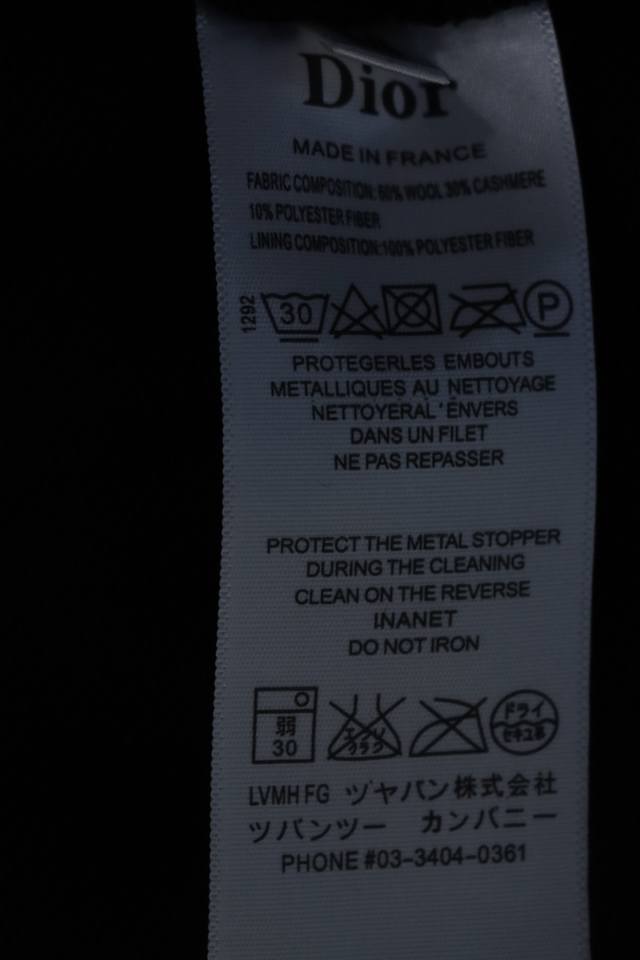 Dior
MADE IN FRANCE
FABRIC COMPOSITION: 60% WOOL 30% CASHMERE
10% POLYESTER FIBER
LINING COMPOSITION:100% POLYESTER FIBER
1292
30
P
PROTEGERLES EMBOUTS
METALLIQUES AU NETTOYAGE
NETTOYERAL'ENVERS
DANS UN FILET
NE PAS REPASSER
PROTECT THE METAL STOPPER
DURING THE CLEANING
CLEAN ON THE REVERSE
INANET
DO NOT IRON
弱
30
ドライ
LVMH FG ヅャバン株式会社
ツバンツー カンバニー
PHONE #03-3404-0361